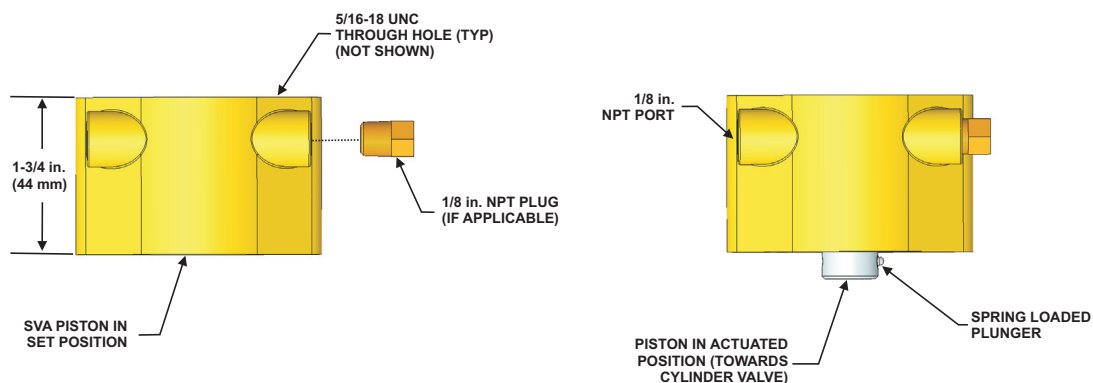 5/16-18 UNC
THROUGH HOLE (TYP)
(NOT SHOWN)
1-3/4 in.
(44 mm)
1/8 in. NPT PLUG
(IF APPLICABLE)
SVA PISTON IN
SET POSITION
1/8 in.
NPT PORT
SPRING LOADED
PLUNGER
PISTON IN ACTUATED
POSITION (TOWARDS
CYLINDER VALVE)